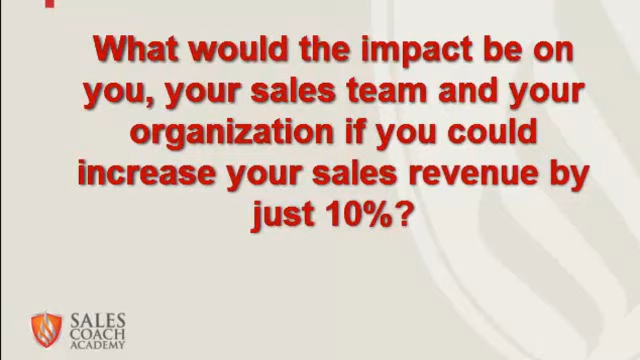 What would the impact be on
you, your sales team and your
organization if you could
increase your sales revenue by
just 10%?
SALES
COACH
ACADEMY